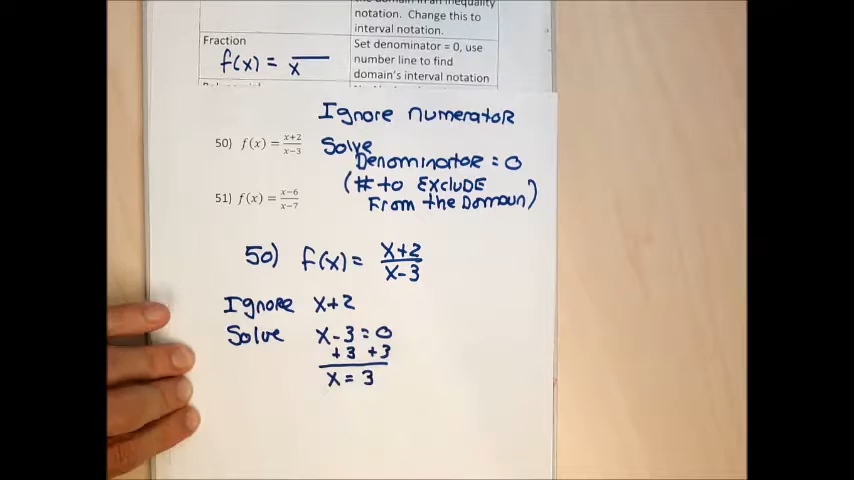 the domain in an inequality
notation. Change this to
interval notation.
Fraction
f(x) = — / x
Set denominator = 0, use
number line to find
domain's interval notation
Ignore numeratoR
50) f(x) = x+2 / x−3
Solve
Denominator = 0
(# to Exclude
From the Domain)
51) f(x) = x−6 / x−7
50) f(x) = x+2 / x-3
Ignore x+2
Solve x-3=0
+3 +3
x = 3